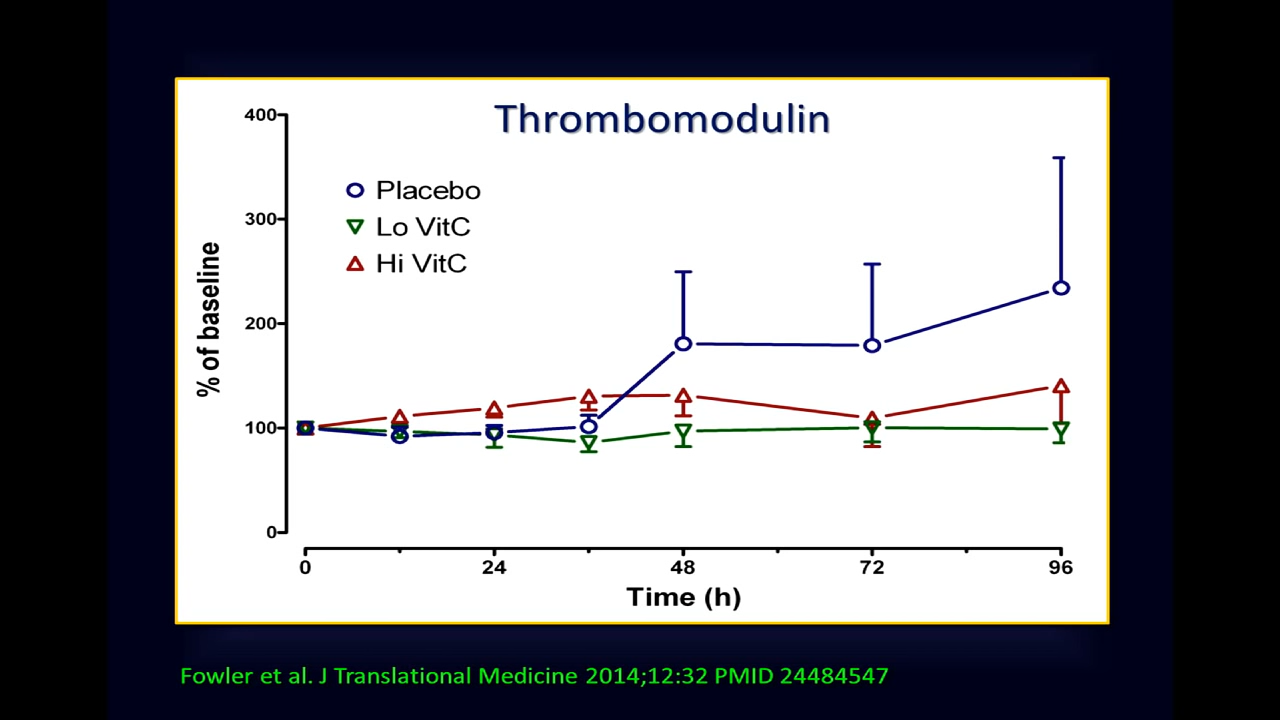 Thrombomodulin
400
300
200
100
0
% of baseline
Placebo
Lo VitC
Hi VitC
0 24 48 72 96
Time (h)
Fowler et al. J Translational Medicine 2014;12:32 PMID 24484547